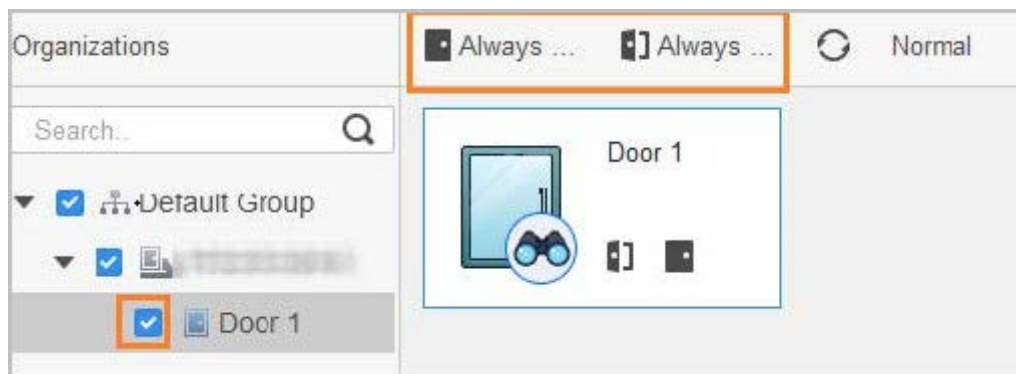 Organizations
Always ... Always ... Normal
Search..
Door 1
Default Group
Door 1